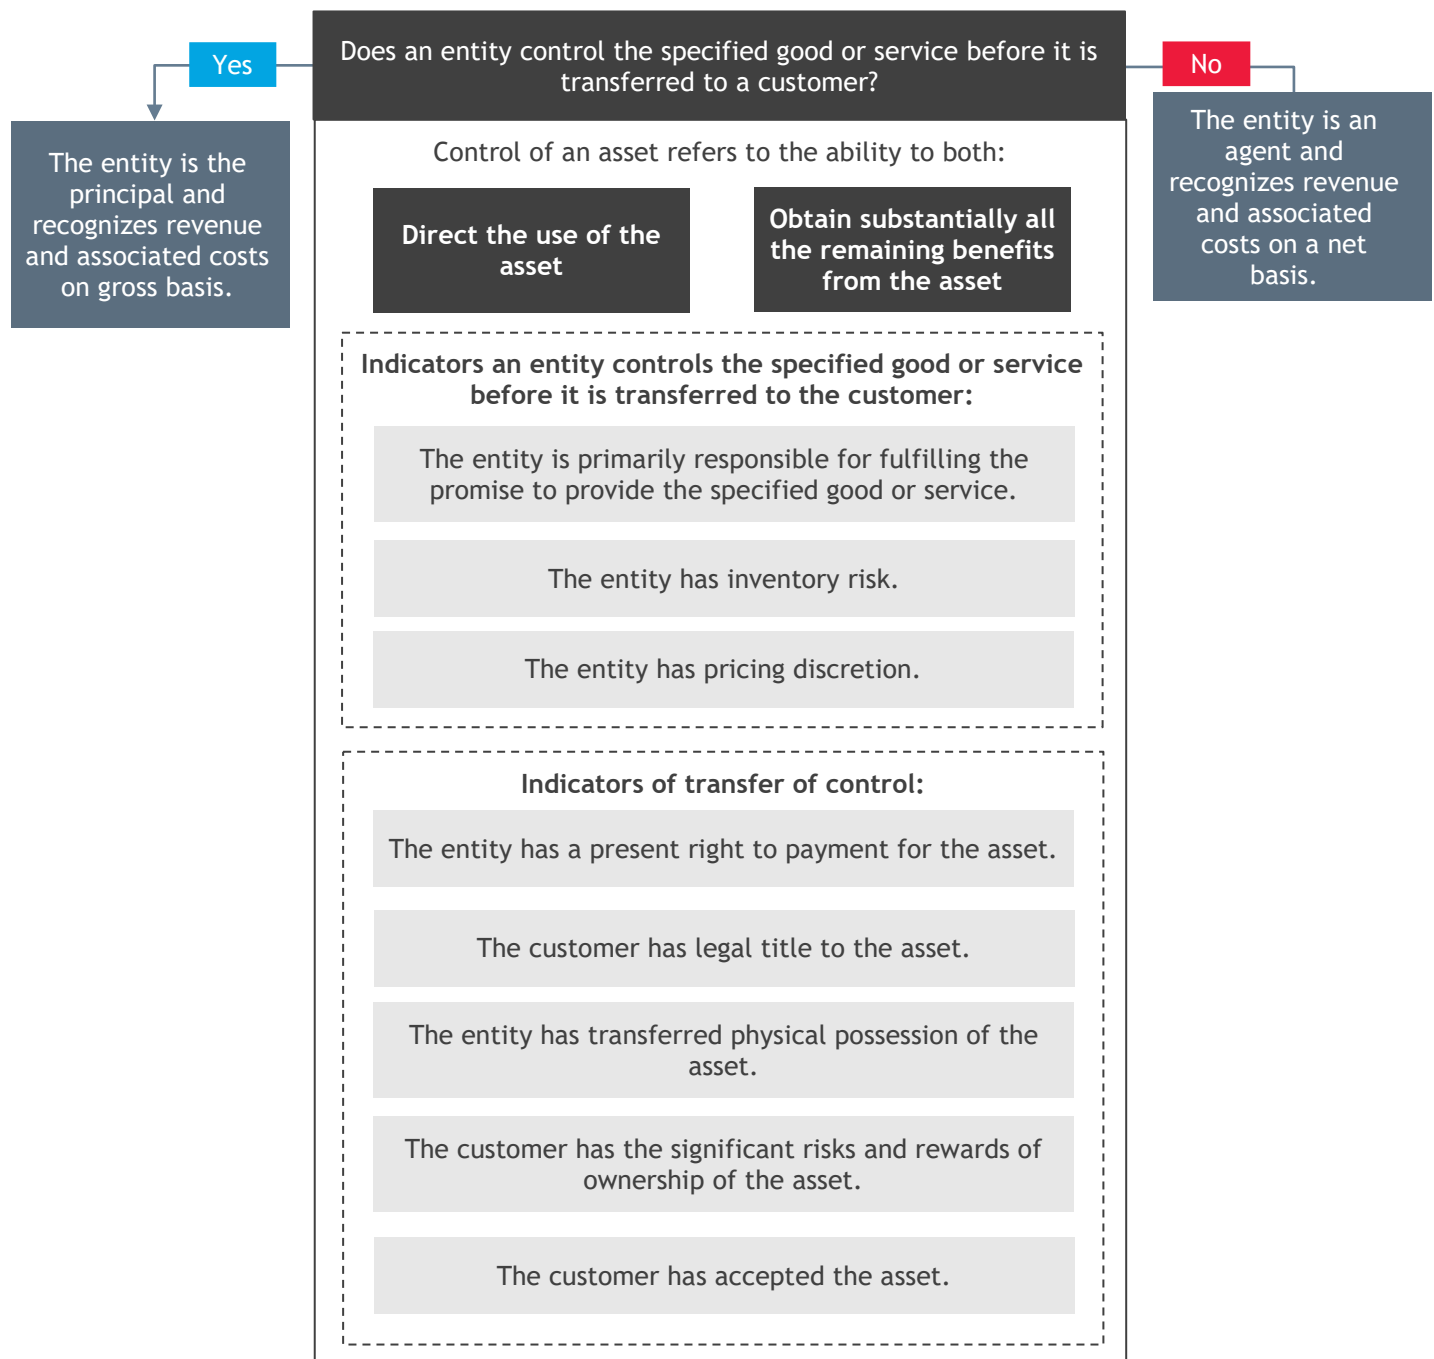 Does an entity control the specified good or service before it is
transferred to a customer?
Yes
No
The entity is the
principal and
recognizes revenue
and associated costs
on gross basis.
The entity is an
agent and
recognizes revenue
and associated
costs on a net
basis.
Control of an asset refers to the ability to both:
Direct the use of the
asset
Obtain substantially all
the remaining benefits
from the asset
Indicators an entity controls the specified good or service
before it is transferred to the customer:
The entity is primarily responsible for fulfilling the
promise to provide the specified good or service.
The entity has inventory risk.
The entity has pricing discretion.
Indicators of transfer of control:
The entity has a present right to payment for the asset.
The customer has legal title to the asset.
The entity has transferred physical possession of the
asset.
The customer has the significant risks and rewards of
ownership of the asset.
The customer has accepted the asset.